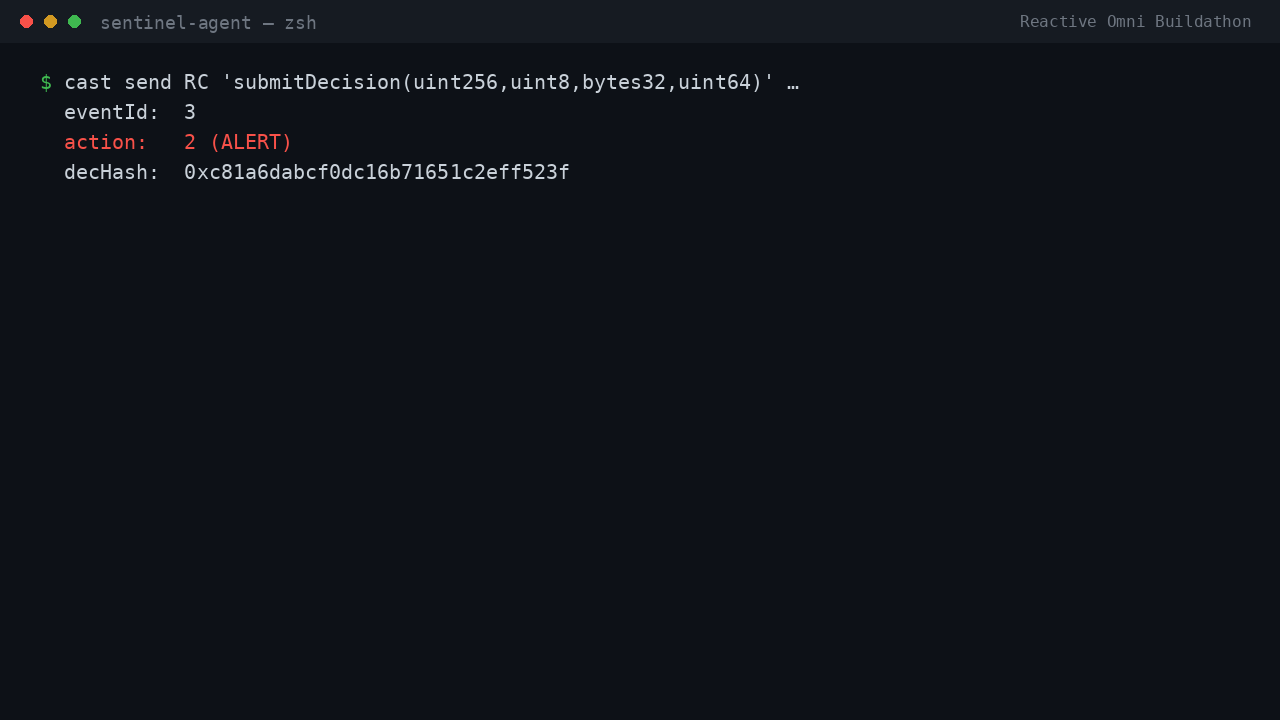 sentinel-agent — zsh
Reactive Omni Buildathon
$ cast send RC 'submitDecision(uint256,uint8,bytes32,uint64)' …
eventId: 3
action: 2 (ALERT)
decHash: 0xc81a6dabcf0dc16b71651c2eff523f